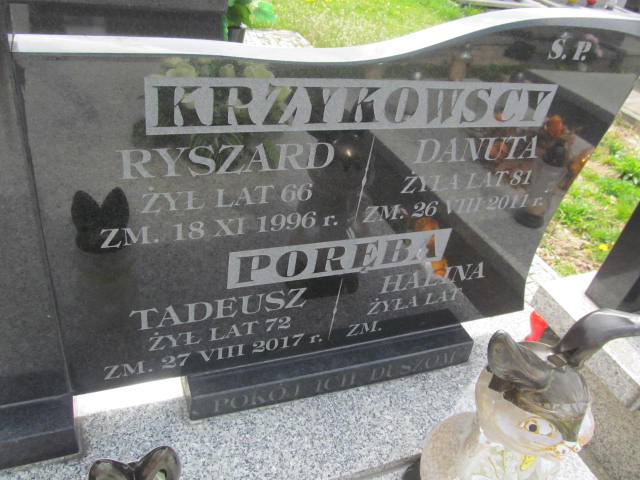 Ś. P.
KRZYKOWSCY
RYSZARD
ŻYŁ LAT 66
ZM. 18 XI 1996 r.
DANUTA
ŻYŁA LAT 81
ZM. 26 VIII 2011 r.
PORĘBA
TADEUSZ
ŻYŁ LAT 72
ZM. 27 VIII 2017 r.
HALINA
ŻYŁA LAT
ZM.
POKÓJ ICH DUSZOM